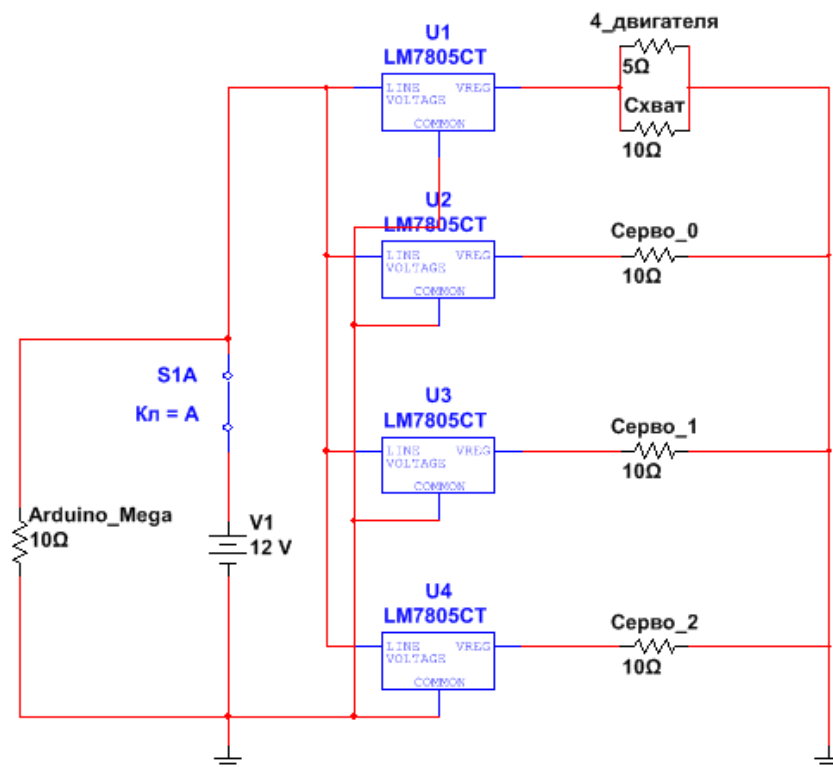 U1
LM7805CT
LINE VREG
VOLTAGE
COMMON
4_двигателя
5Ω
Схват
10Ω
U2
LM7805CT
LINE VREG
VOLTAGE
COMMON
Серво_0
10Ω
S1A
Кл = A
U3
LM7805CT
LINE VREG
VOLTAGE
COMMON
Серво_1
10Ω
Arduino_Mega
10Ω
V1
12 V
U4
LM7805CT
LINE VREG
VOLTAGE
COMMON
Серво_2
10Ω